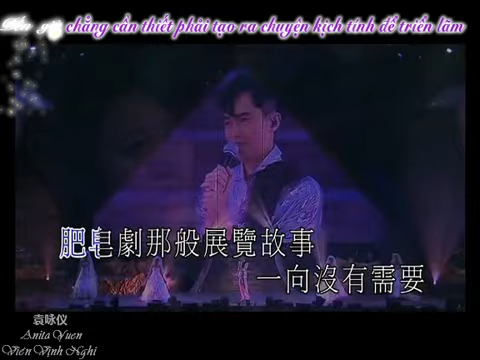 chẳng cần thiết phải tạo ra chuyện kịch tính để triển lãm
肥皂劇那般展覽故事
一向沒有需要
袁咏仪
Anita Yuen
Viên Vịnh Nghi